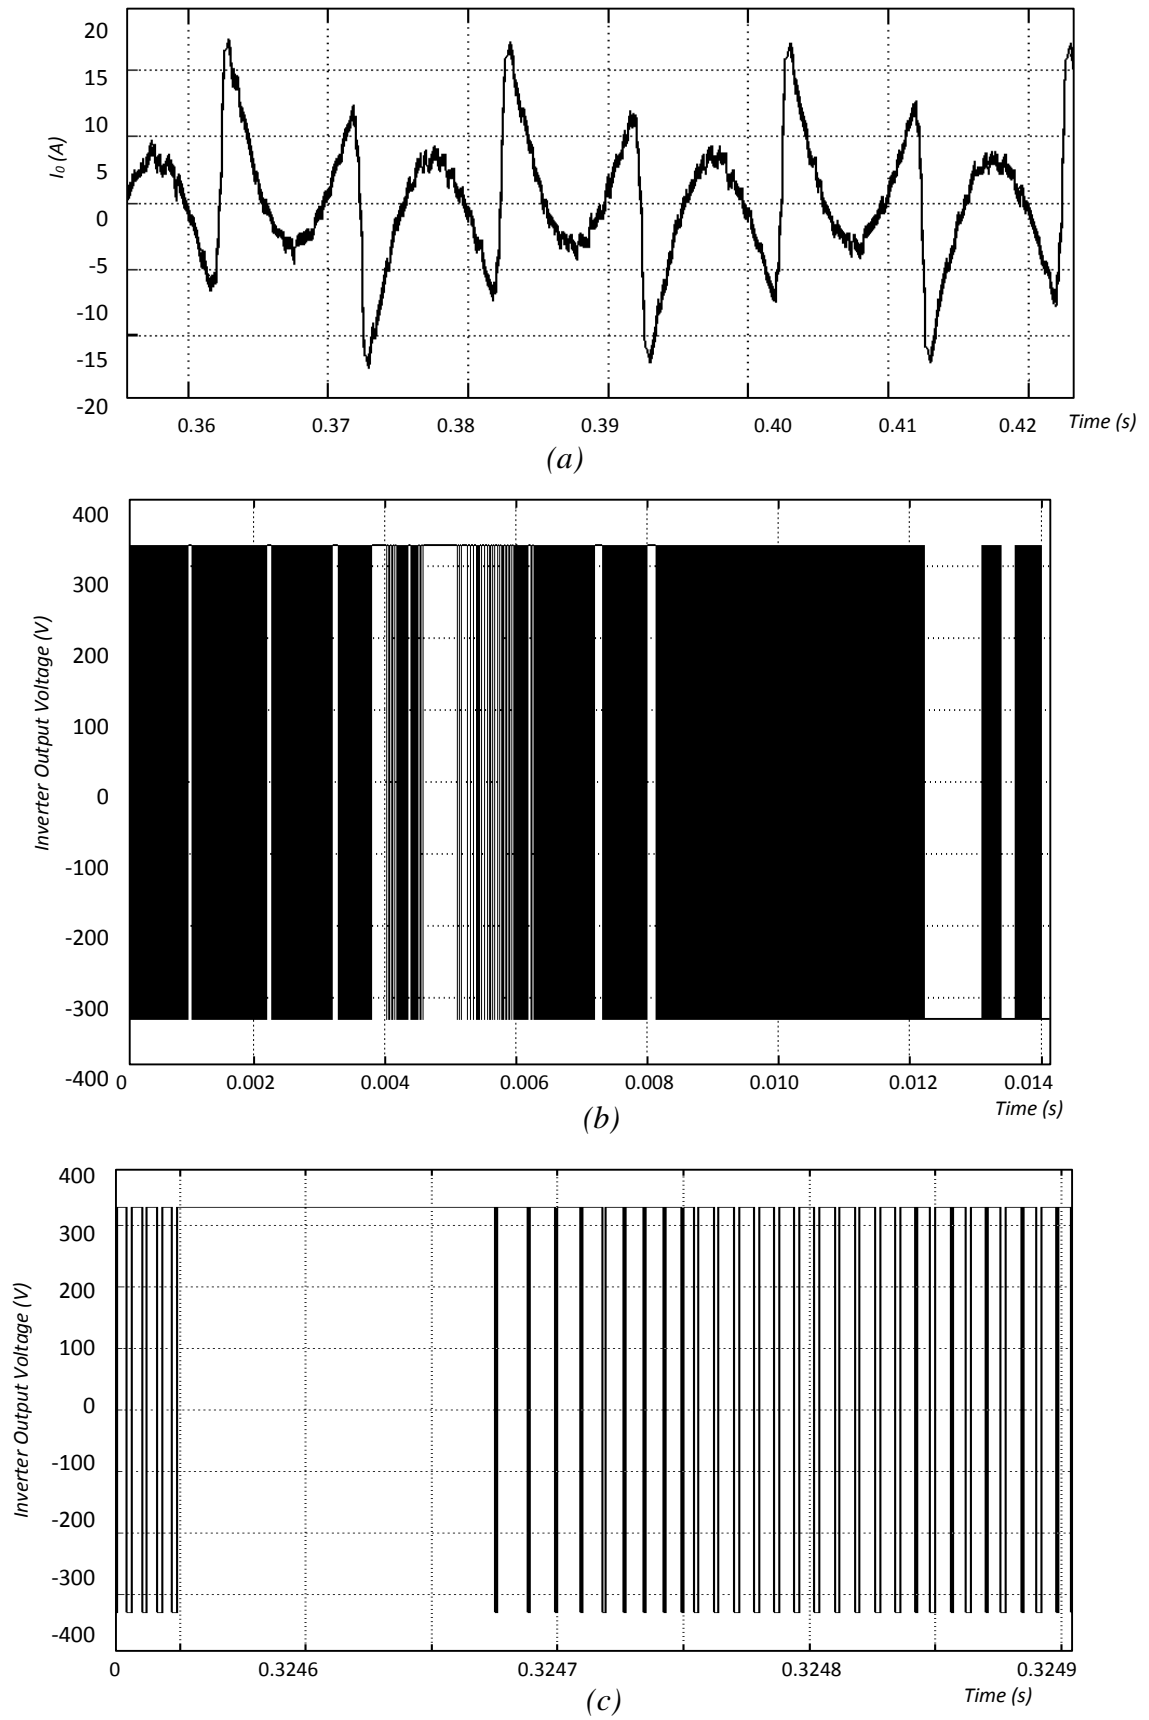 20
15
10
5
0
-5
-10
-15
-20
I₀ (A)
0.36 0.37 0.38 0.39 0.40 0.41 0.42 Time (s)
(a)
400
300
200
100
0
-100
-200
-300
-400
Inverter Output Voltage (V)
0 0.002 0.004 0.006 0.008 0.010 0.012 0.014
Time (s)
(b)
400
300
200
100
0
-100
-200
-300
-400
Inverter Output Voltage (V)
0 0.3246 0.3247 0.3248 0.3249
Time (s)
(c)